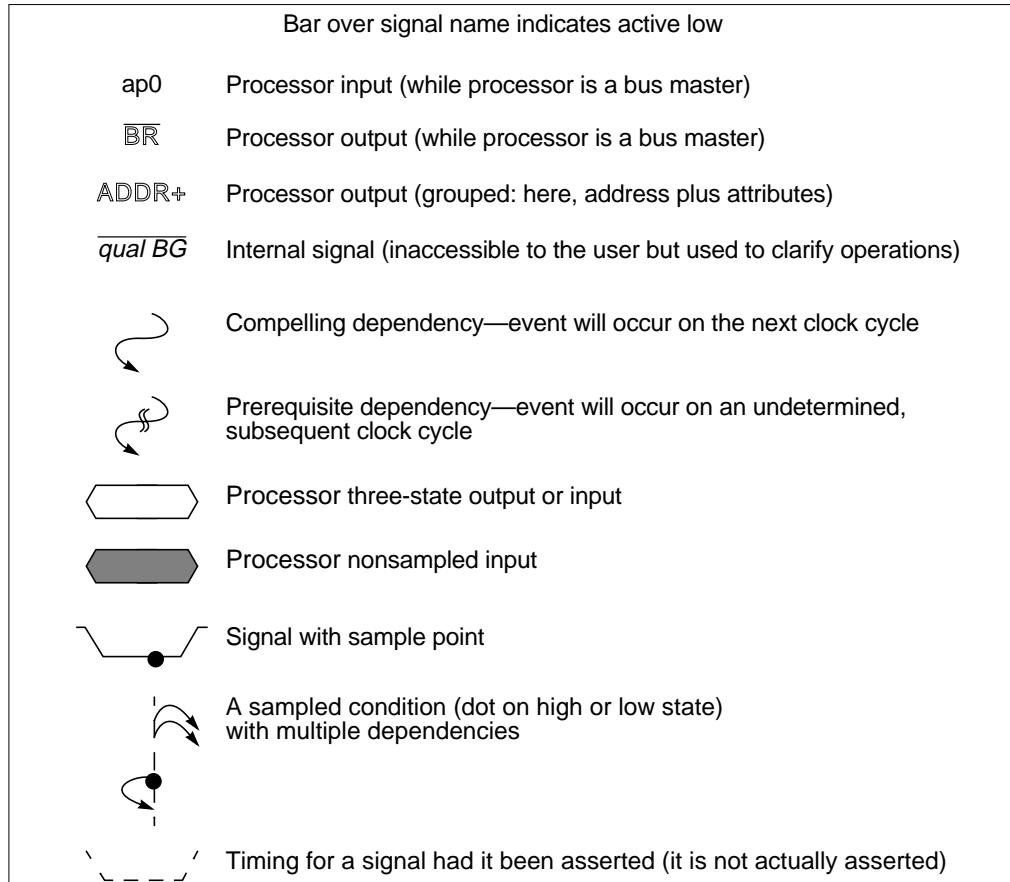 Bar over signal name indicates active low
ap0 Processor input (while processor is a bus master)
B̅R̅ Processor output (while processor is a bus master)
ADDR+ Processor output (grouped: here, address plus attributes)
q̅u̅a̅l̅ ̅B̅G̅ Internal signal (inaccessible to the user but used to clarify operations)
Compelling dependency—event will occur on the next clock cycle
Prerequisite dependency—event will occur on an undetermined,
subsequent clock cycle
Processor three-state output or input
Processor nonsampled input
Signal with sample point
A sampled condition (dot on high or low state)
with multiple dependencies
Timing for a signal had it been asserted (it is not actually asserted)